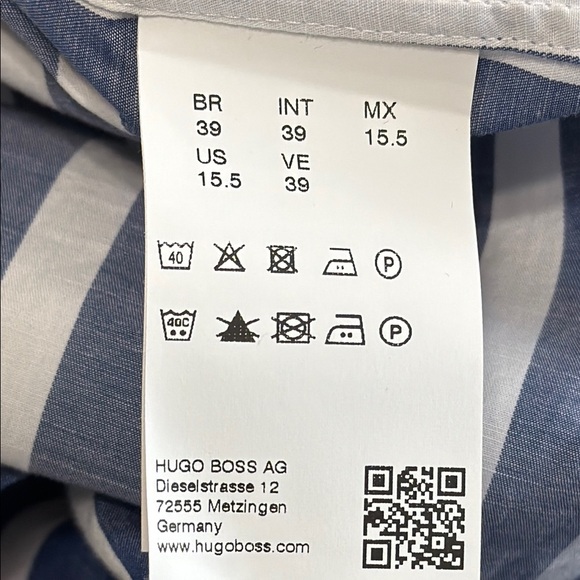 BR INT MX
39 39 15.5
US VE
15.5 39
40 P
40C P
HUGO BOSS AG
Dieselstrasse 12
72555 Metzingen
Germany
www.hugoboss.com